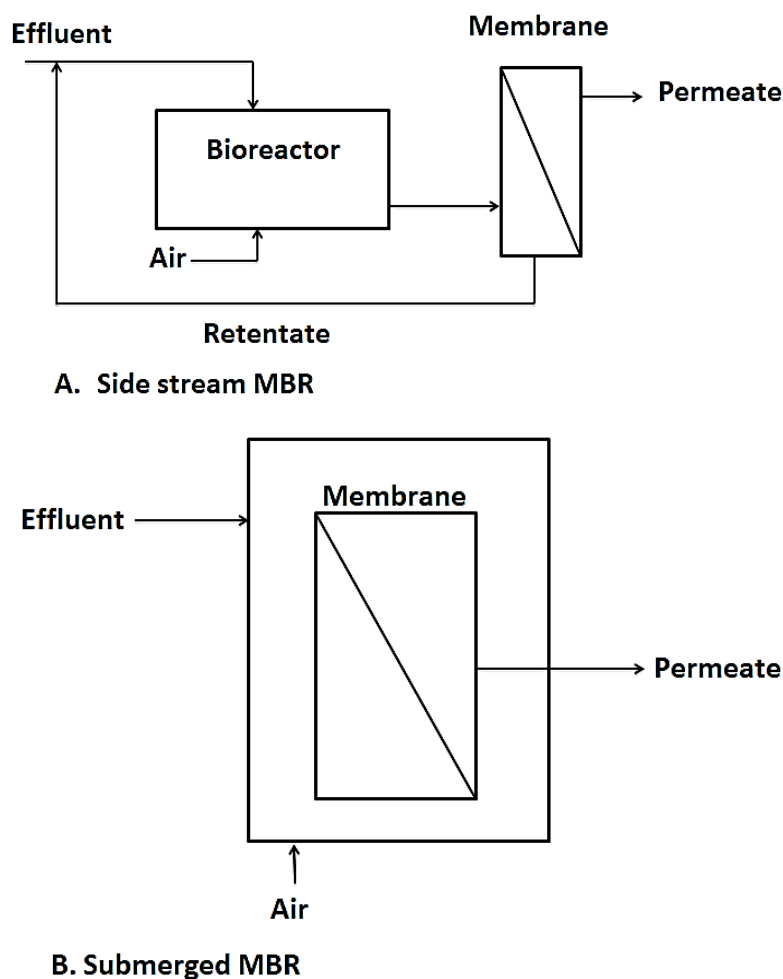 Effluent
Membrane
Permeate
Bioreactor
Air
Retentate
A. Side stream MBR
Membrane
Effluent
Permeate
Air
B. Submerged MBR